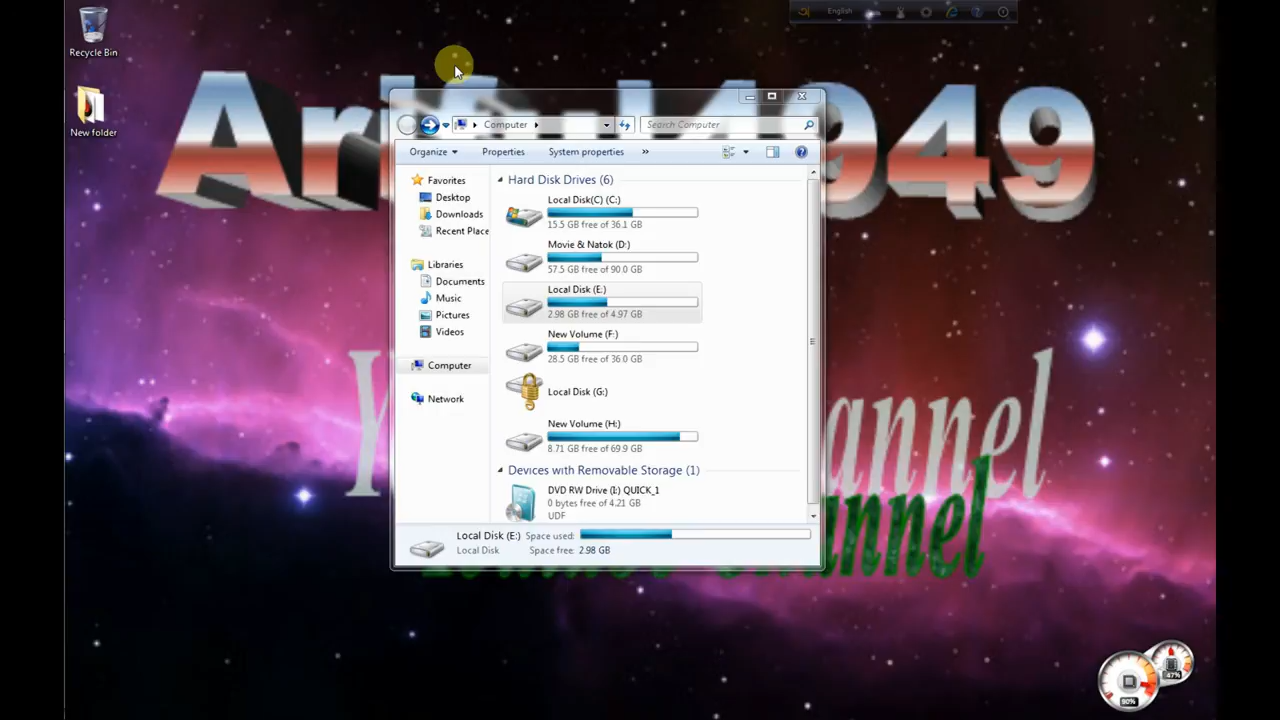 English
Recycle Bin
New folder
4949
Computer
Search Computer
Organize
Properties
System properties
»
Favorites
Desktop
Downloads
Recent Place
Libraries
Documents
Music
Pictures
Videos
Computer
Network
Hard Disk Drives (6)
Local Disk(C) (C:)
15.5 GB free of 36.1 GB
Movie & Natok (D:)
57.5 GB free of 90.0 GB
Local Disk (E:)
2.98 GB free of 4.97 GB
New Volume (F:)
28.5 GB free of 36.0 GB
Local Disk (G:)
New Volume (H:)
8.71 GB free of 69.9 GB
Devices with Removable Storage (1)
DVD RW Drive (I:) QUICK_1
0 bytes free of 4.21 GB
UDF
Local Disk (E:) Space used:
Local Disk Space free: 2.98 GB
47%
90%